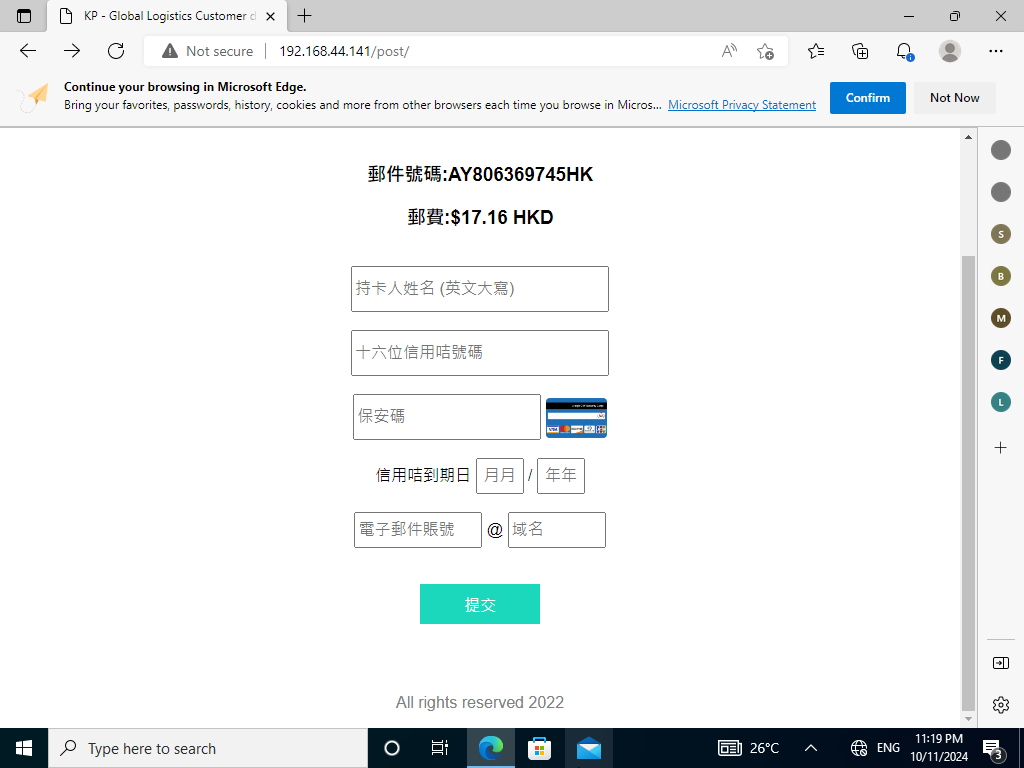 KP - Global Logistics Customer d
Not secure
192.168.44.141/post/
Continue your browsing in Microsoft Edge.
Bring your favorites, passwords, history, cookies and more from other browsers each time you browse in Micros... Microsoft Privacy Statement
Confirm
Not Now
郵件號碼:AY806369745HK
郵費:$17.16 HKD
持卡人姓名 (英文大寫)
十六位信用咭號碼
保安碼
信用咭到期日 月月 / 年年
電子郵件賬號 @ 域名
提交
All rights reserved 2022
S
B
M
F
L
Type here to search
26°C
ENG
11:19 PM
10/11/2024
3